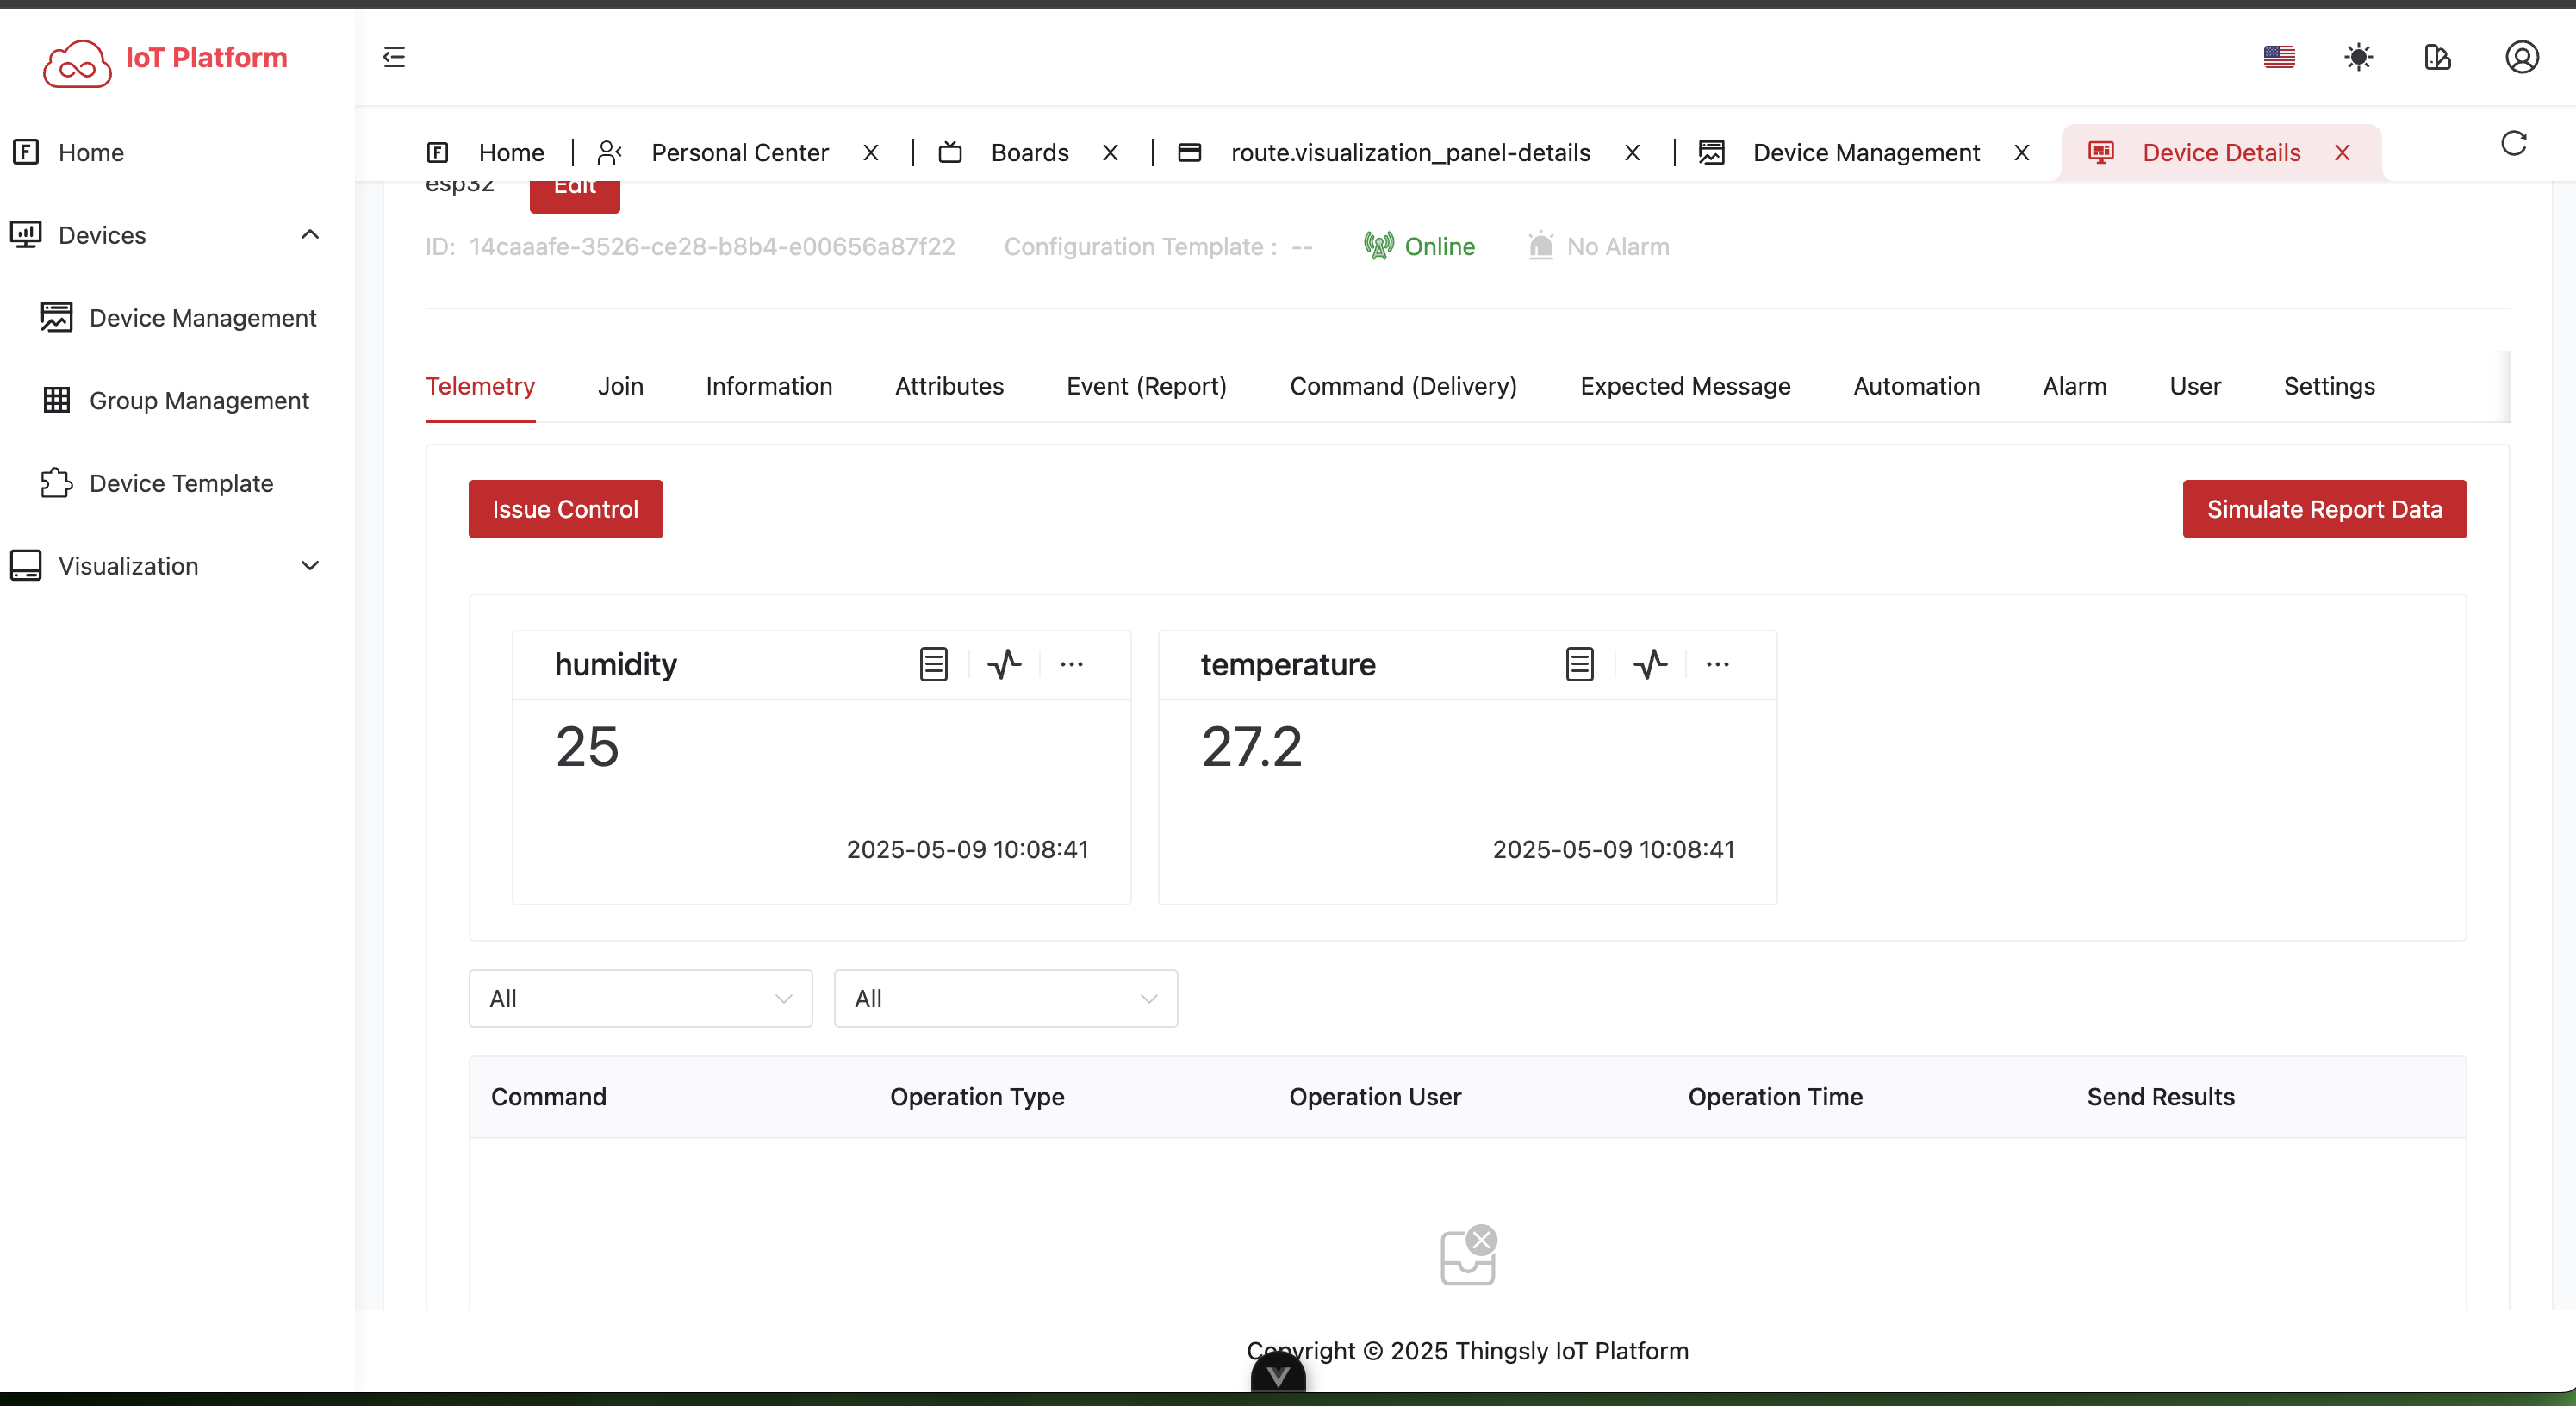 IoT Platform
Home
Devices
Device Management
Group Management
Device Template
Visualization
Home
Personal Center
Boards
route.visualization_panel-details
Device Management
Device Details
esp32
Edit
ID: 14caaafe-3526-ce28-b8b4-e00656a87f22 Configuration Template : -- Online No Alarm
Telemetry Join Information Attributes Event (Report) Command (Delivery) Expected Message Automation Alarm User Settings
Issue Control
Simulate Report Data
humidity
25
2025-05-09 10:08:41
temperature
27.2
2025-05-09 10:08:41
All
All
Command Operation Type Operation User Operation Time Send Results
Copyright © 2025 Thingsly IoT Platform